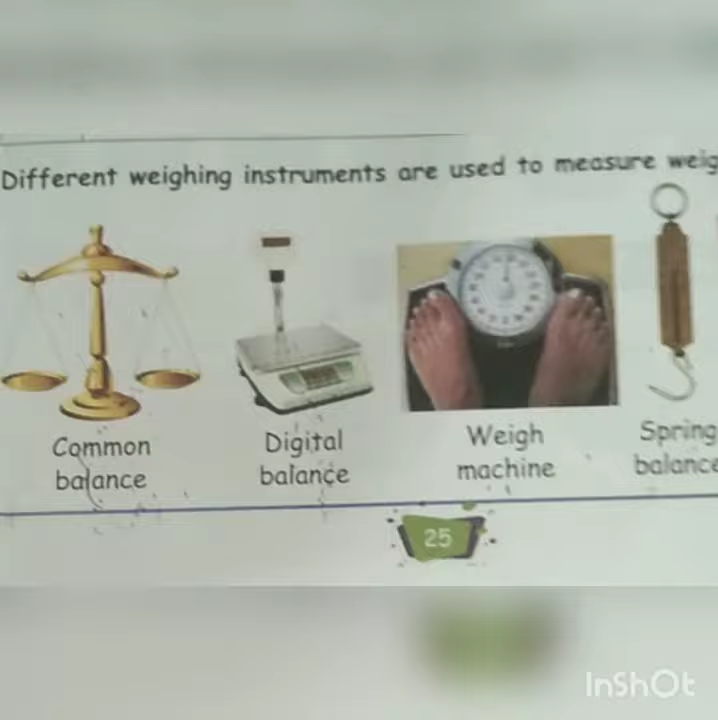 Different weighing instruments are used to measure weig
Common
balance
Digital
balance
Weigh
machine
Spring
balance
25
InShOt